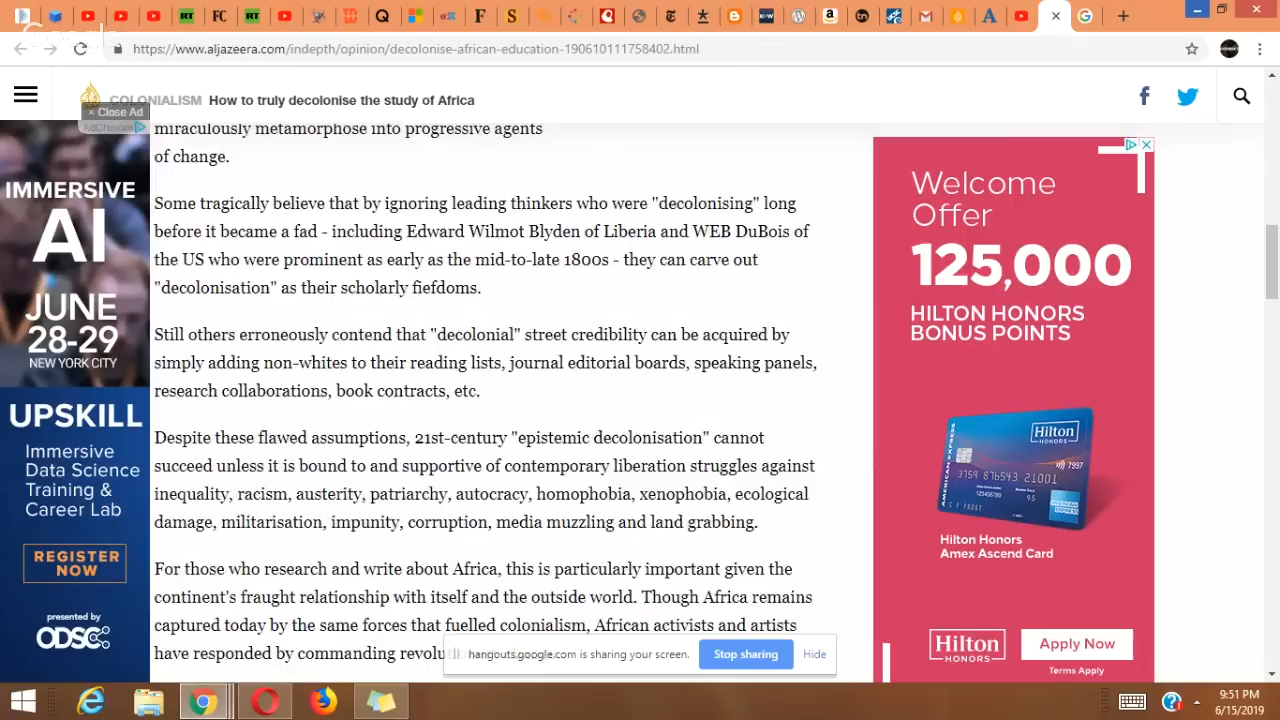 https://www.aljazeera.com/indepth/opinion/decolonise-african-education-190610111758402.html
COLONIALISM How to truly decolonise the study of Africa
× Close Ad
AdChoices
miraculously metamorphose into progressive agents
of change.
Some tragically believe that by ignoring leading thinkers who were "decolonising" long
before it became a fad - including Edward Wilmot Blyden of Liberia and WEB DuBois of
the US who were prominent as early as the mid-to-late 1800s - they can carve out
"decolonisation" as their scholarly fiefdoms.
Still others erroneously contend that "decolonial" street credibility can be acquired by
simply adding non-whites to their reading lists, journal editorial boards, speaking panels,
research collaborations, book contracts, etc.
Despite these flawed assumptions, 21st-century "epistemic decolonisation" cannot
succeed unless it is bound to and supportive of contemporary liberation struggles against
inequality, racism, austerity, patriarchy, autocracy, homophobia, xenophobia, ecological
damage, militarisation, impunity, corruption, media muzzling and land grabbing.
For those who research and write about Africa, this is particularly important given the
continent's fraught relationship with itself and the outside world. Though Africa remains
captured today by the same forces that fuelled colonialism, African activists and artists
have responded by commanding revolu
IMMERSIVE
AI
JUNE
28-29
NEW YORK CITY
UPSKILL
Immersive
Data Science
Training &
Career Lab
REGISTER
NOW
presented by
ODSC
Welcome
Offer
125,000
HILTON HONORS
BONUS POINTS
Hilton
HONORS
AMERICAN EXPRESS
7997
3759 876543 21001
95
C F FROST
Hilton Honors
Amex Ascend Card
Hilton
HONORS
Apply Now
Terms Apply
hangouts.google.com is sharing your screen.
Stop sharing
Hide
9:51 PM
6/15/2019